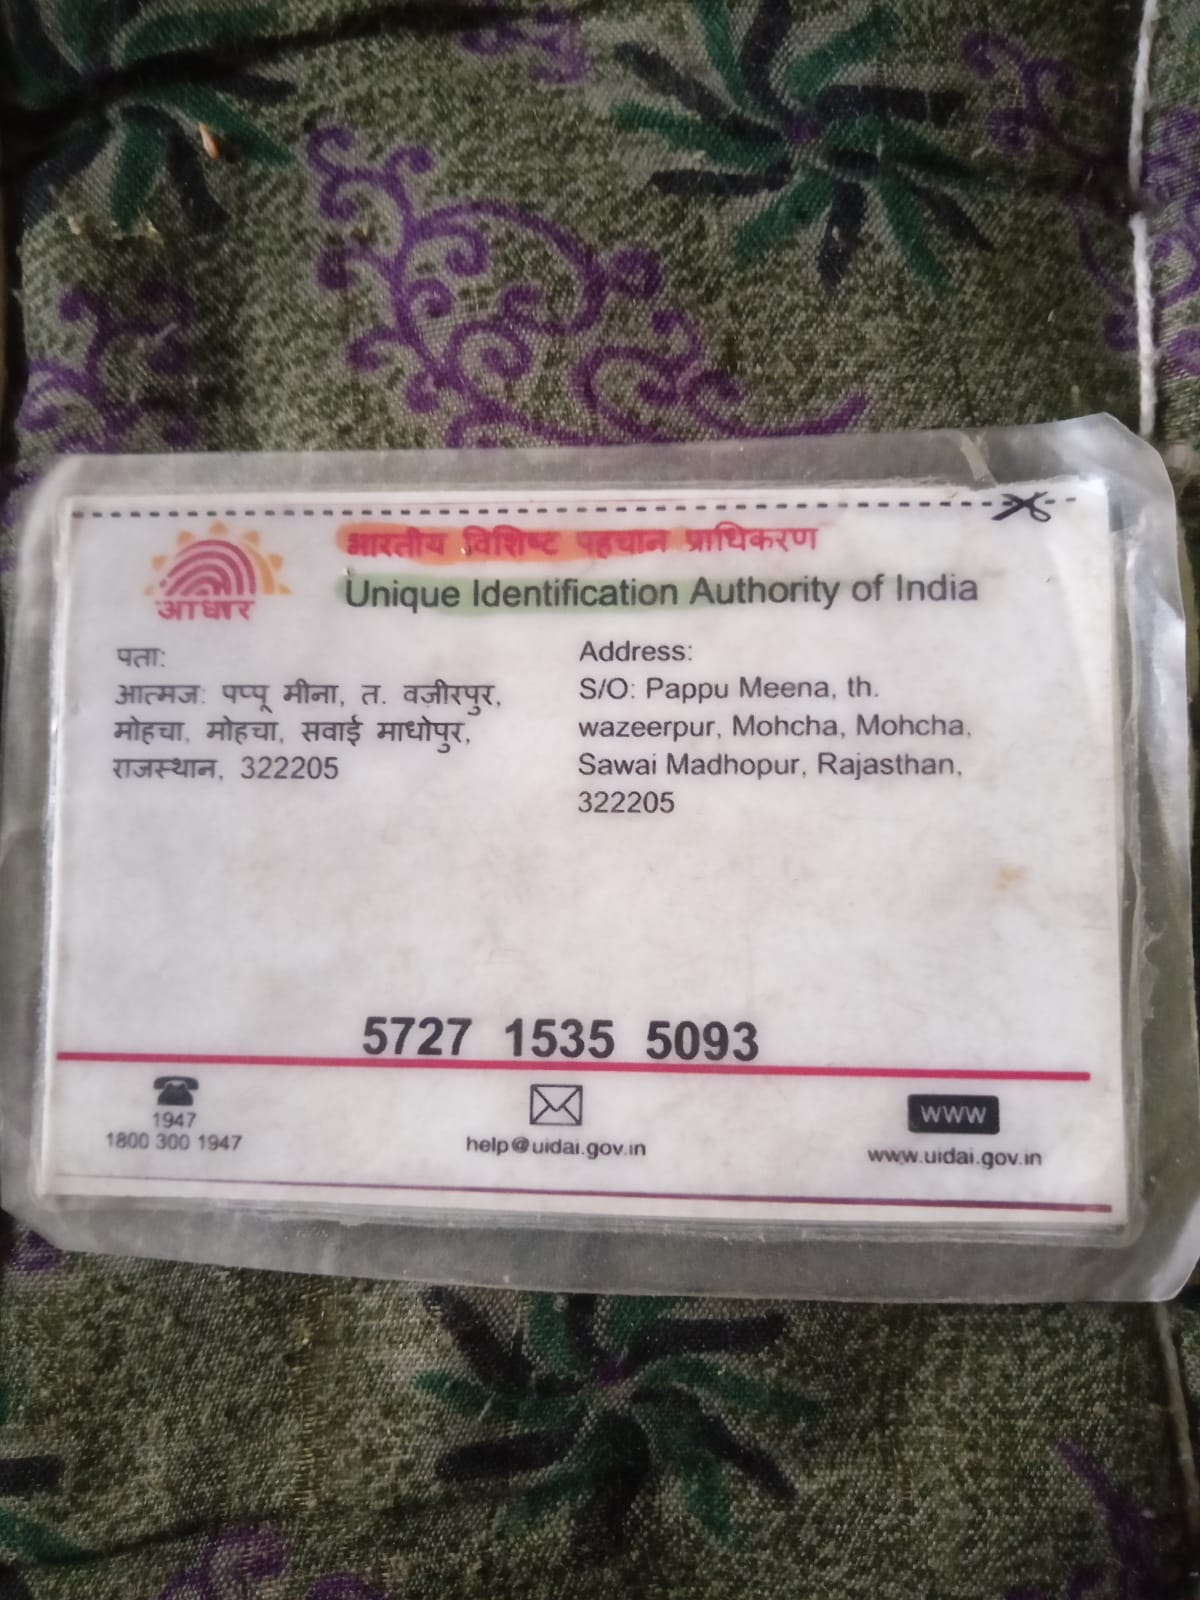 भारतीय विशिष्ट पहचान प्राधिकरण
Unique Identification Authority of India
आधार
पता:
आत्मज: पप्पू मीना, त. वज़ीरपुर,
मोहचा, मोहचा, सवाई माधोपुर,
राजस्थान, 322205
Address:
S/O: Pappu Meena, th.
wazeerpur, Mohcha, Mohcha,
Sawai Madhopur, Rajasthan,
322205
5727 1535 5093
1947
1800 300 1947
help@uidai.gov.in
WWW
www.uidai.gov.in